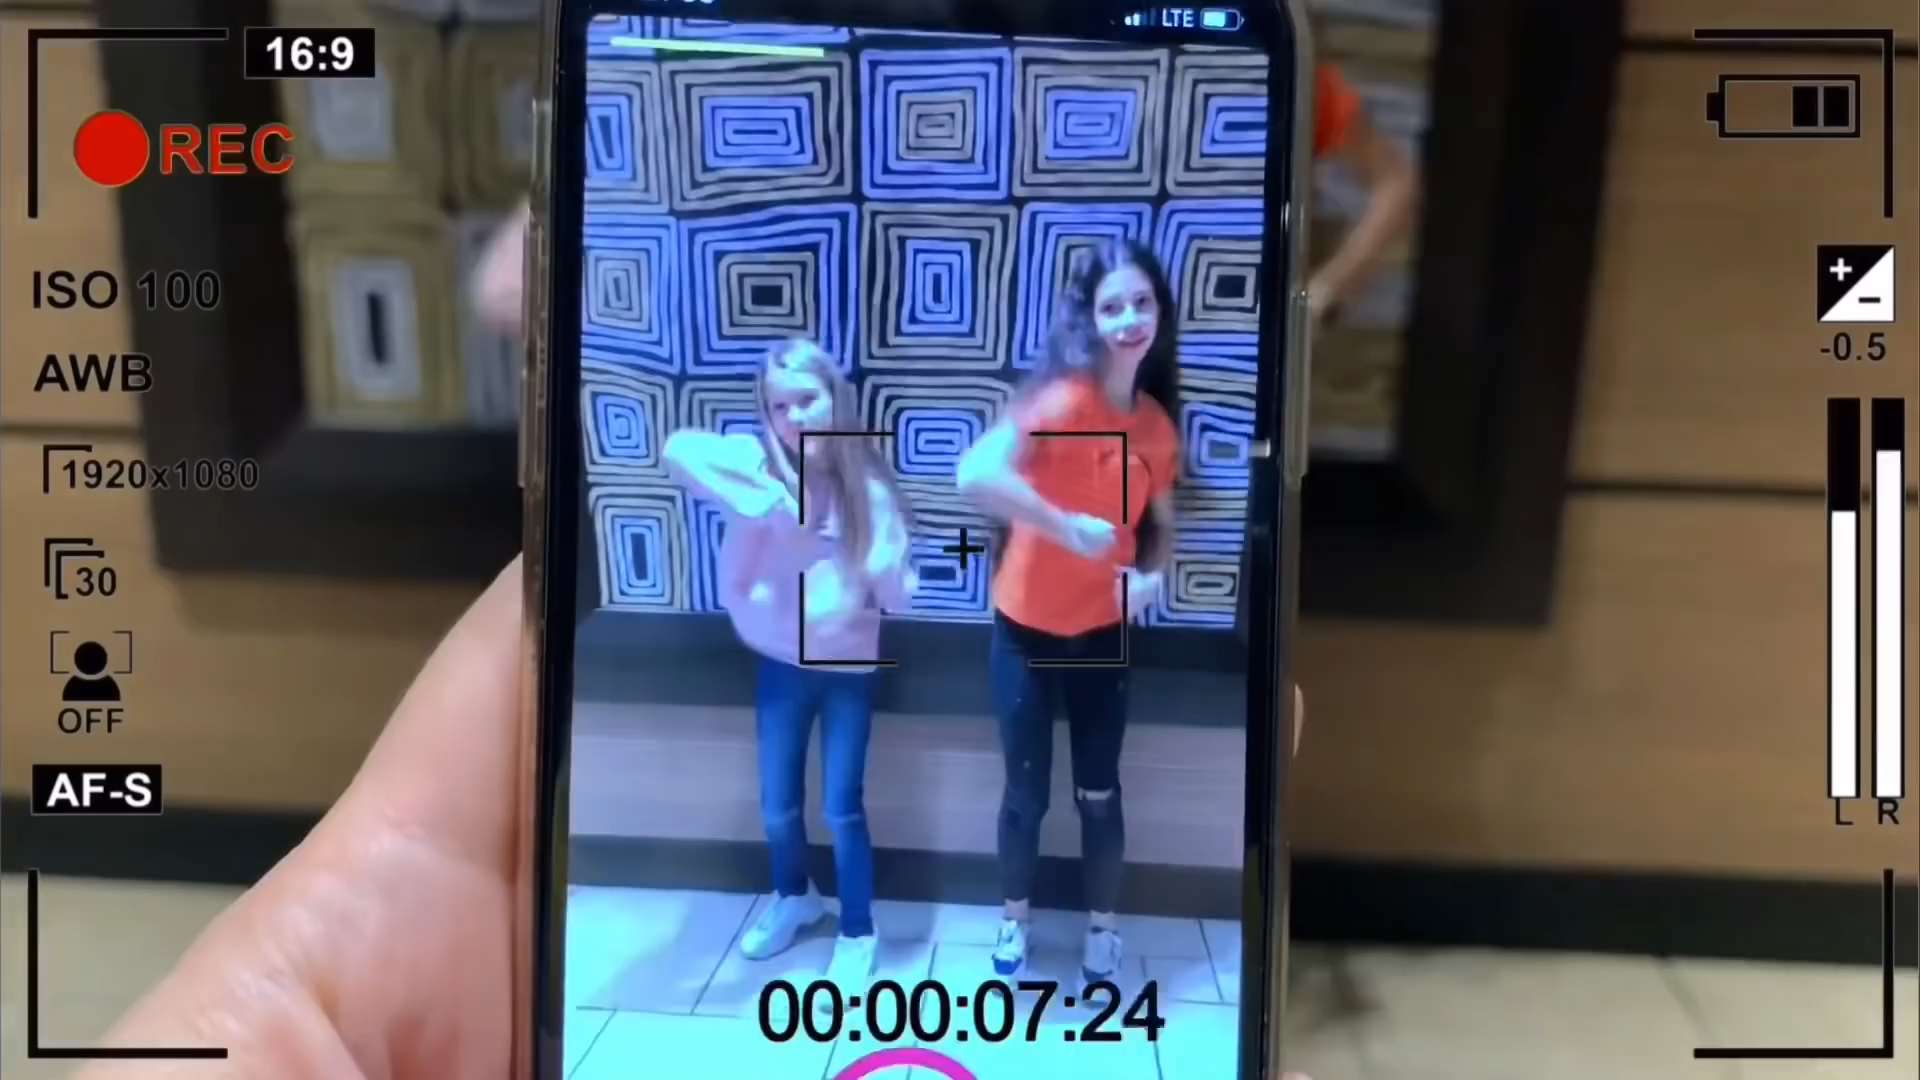 LTE
16:9
REC
ISO 100
AWB
1920x1080
30
OFF
AF-S
+
-
-0.5
L R
00:00:07:24